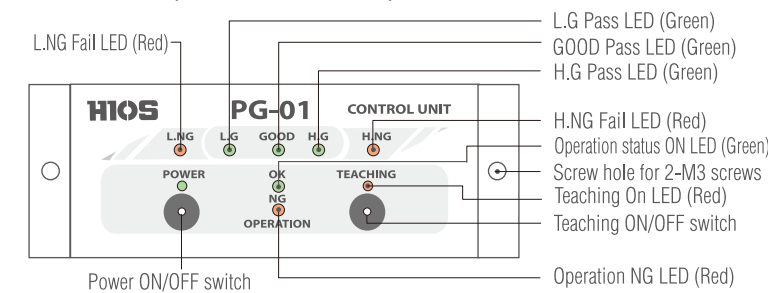 L.G Pass LED (Green)
L.NG Fail LED (Red)
GOOD Pass LED (Green)
H.G Pass LED (Green)
HIOS PG-01 CONTROL UNIT
L.NG L.G GOOD H.G H.NG
H.NG Fail LED (Red)
Operation status ON LED (Green)
POWER OK TEACHING
Screw hole for 2-M3 screws
NG
Teaching On LED (Red)
OPERATION
Teaching ON/OFF switch
Power ON/OFF switch
Operation NG LED (Red)